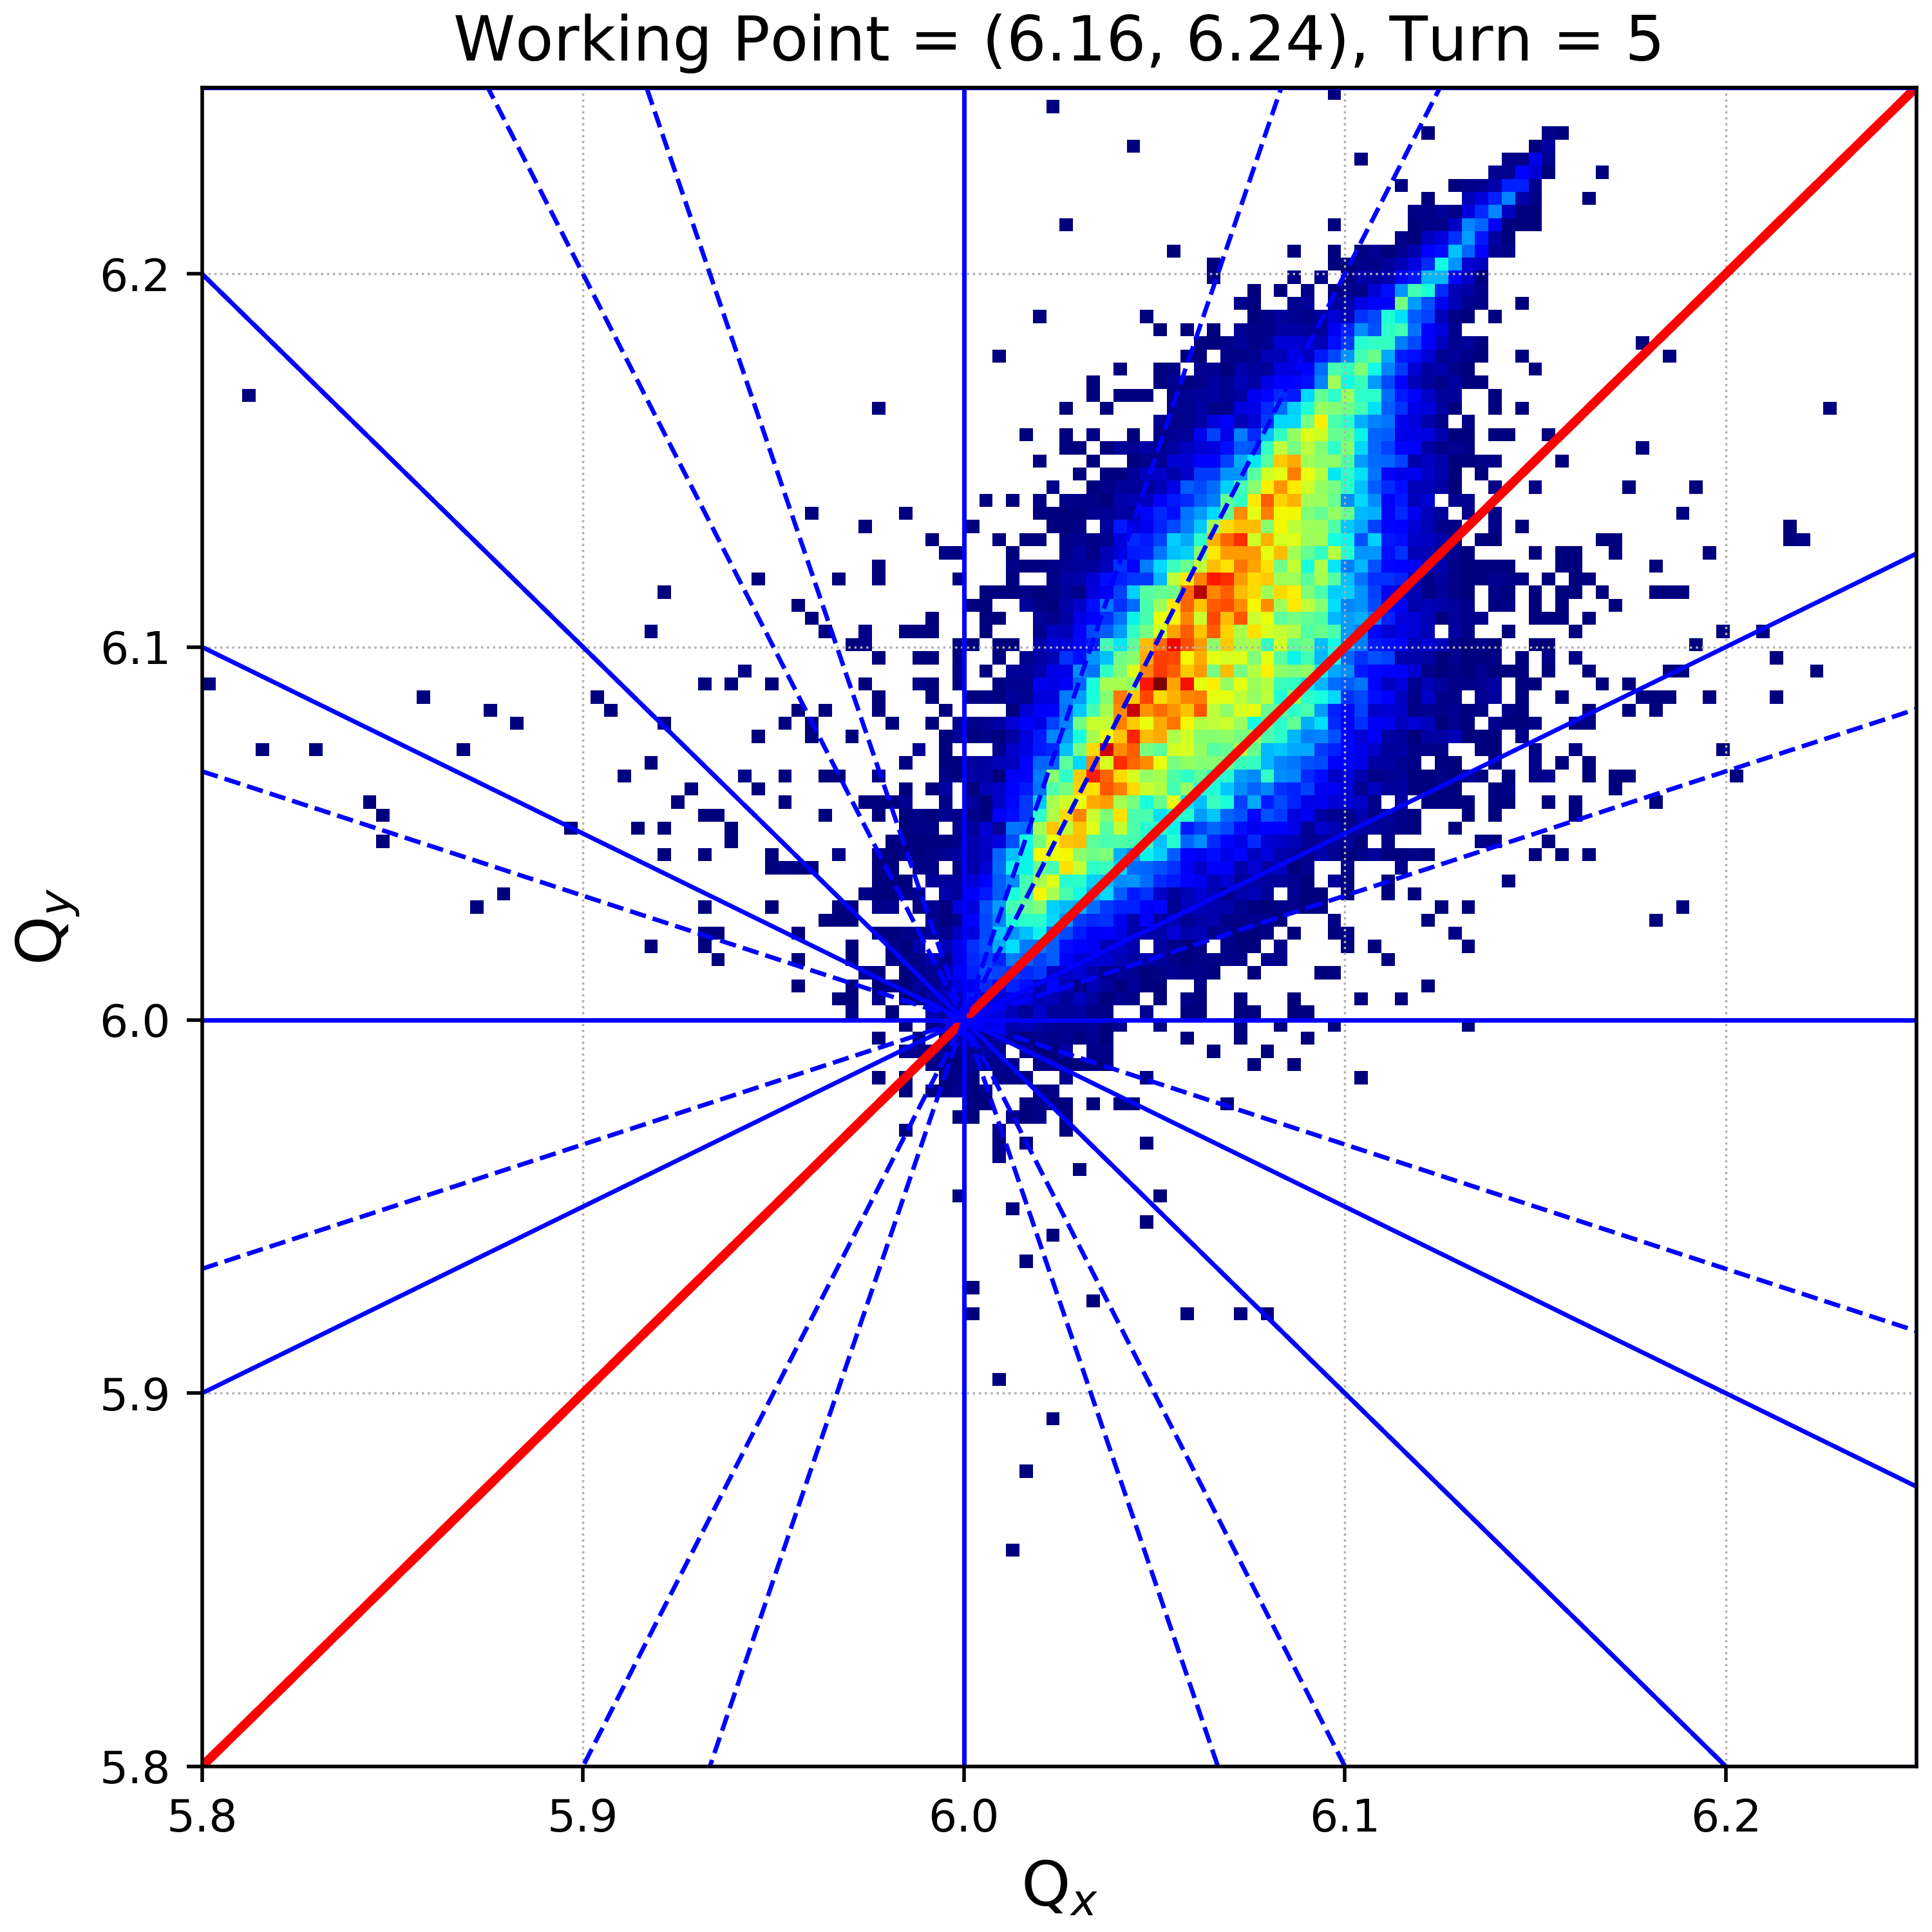 Working Point = (6.16, 6.24), Turn = 5
6.2
6.1
6.0
5.9
5.8
Qy
5.8 5.9 6.0 6.1 6.2
Qx